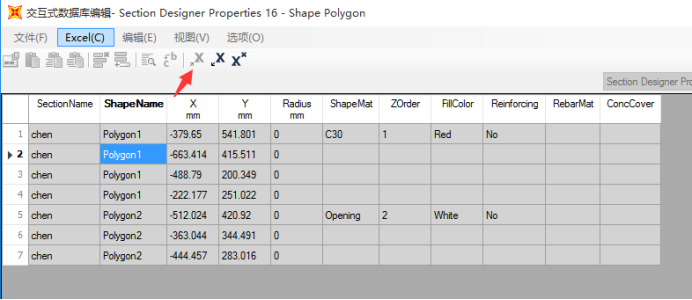 交互式数据库编辑- Section Designer Properties 16 - Shape Polygon
文件(F) Excel(C) 编辑(E) 视图(V) 选项(O)
Section Designer Pro
SectionName ShapeName X mm Y mm Radius mm ShapeMat ZOrder FillColor Reinforcing RebarMat ConcCover
1 chen Polygon1 -379.65 541.801 0 C30 1 Red No
2 chen Polygon1 -663.414 415.511 0
3 chen Polygon1 -488.79 200.349 0
4 chen Polygon1 -222.177 251.022 0
5 chen Polygon2 -512.024 420.92 0 Opening 2 White No
6 chen Polygon2 -363.044 344.491 0
7 chen Polygon2 -444.457 283.016 0